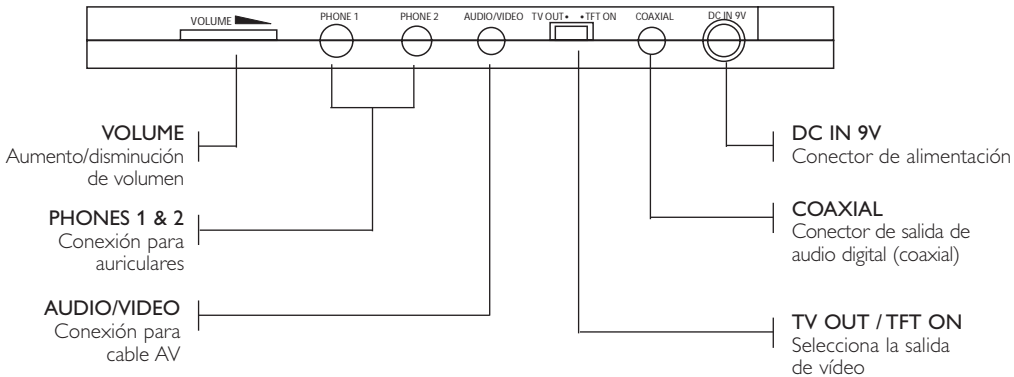 VOLUME PHONE 1 PHONE 2 AUDIO/VIDEO TV OUT• •TFT ON COAXIAL DC IN 9V
VOLUME
Aumento/disminución
de volumen
PHONES 1 & 2
Conexión para
auriculares
AUDIO/VIDEO
Conexión para
cable AV
DC IN 9V
Conector de alimentación
COAXIAL
Conector de salida de
audio digital (coaxial)
TV OUT / TFT ON
Selecciona la salida
de vídeo